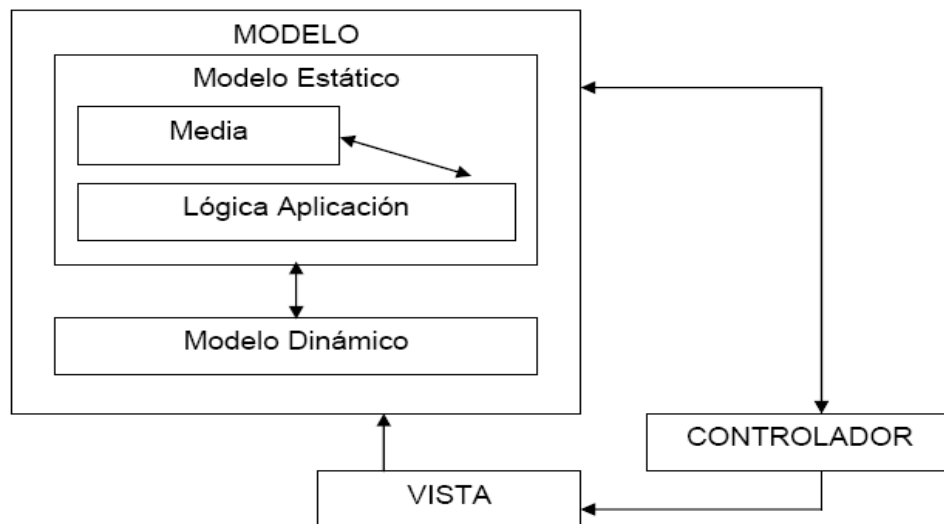 MODELO
Modelo Estático
Media
Lógica Aplicación
Modelo Dinámico
CONTROLADOR
VISTA